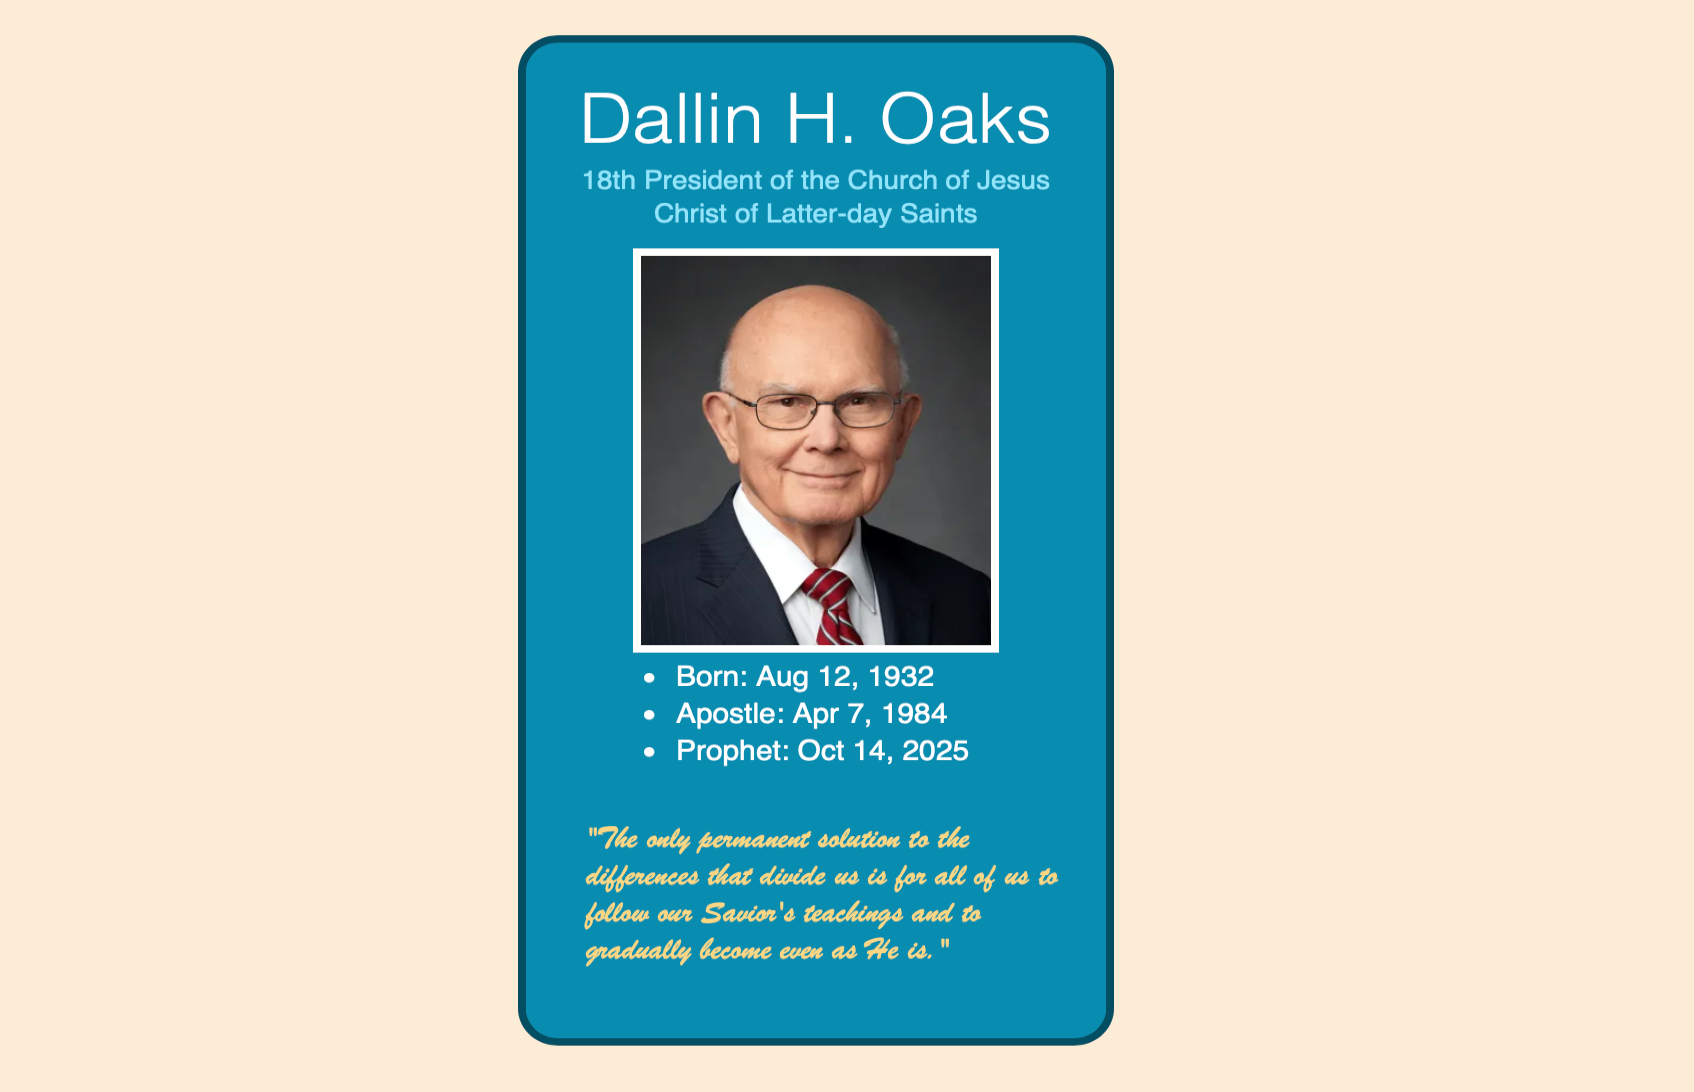 Dallin H. Oaks
18th President of the Church of Jesus
Christ of Latter-day Saints
• Born: Aug 12, 1932
• Apostle: Apr 7, 1984
• Prophet: Oct 14, 2025
"The only permanent solution to the
differences that divide us is for all of us to
follow our Savior's teachings and to
gradually become even as He is."